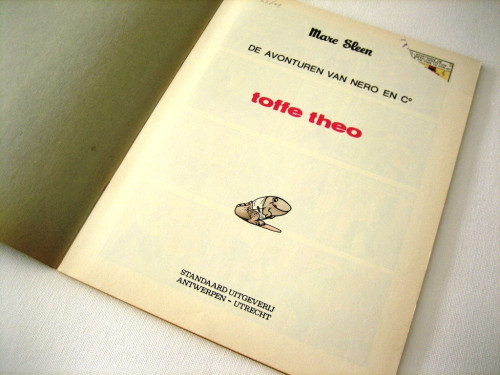 Marc Sleen
DE AVONTUREN VAN NERO EN Cº
toffe theo
STANDAARD UITGEVERIJ
ANTWERPEN - UTRECHT